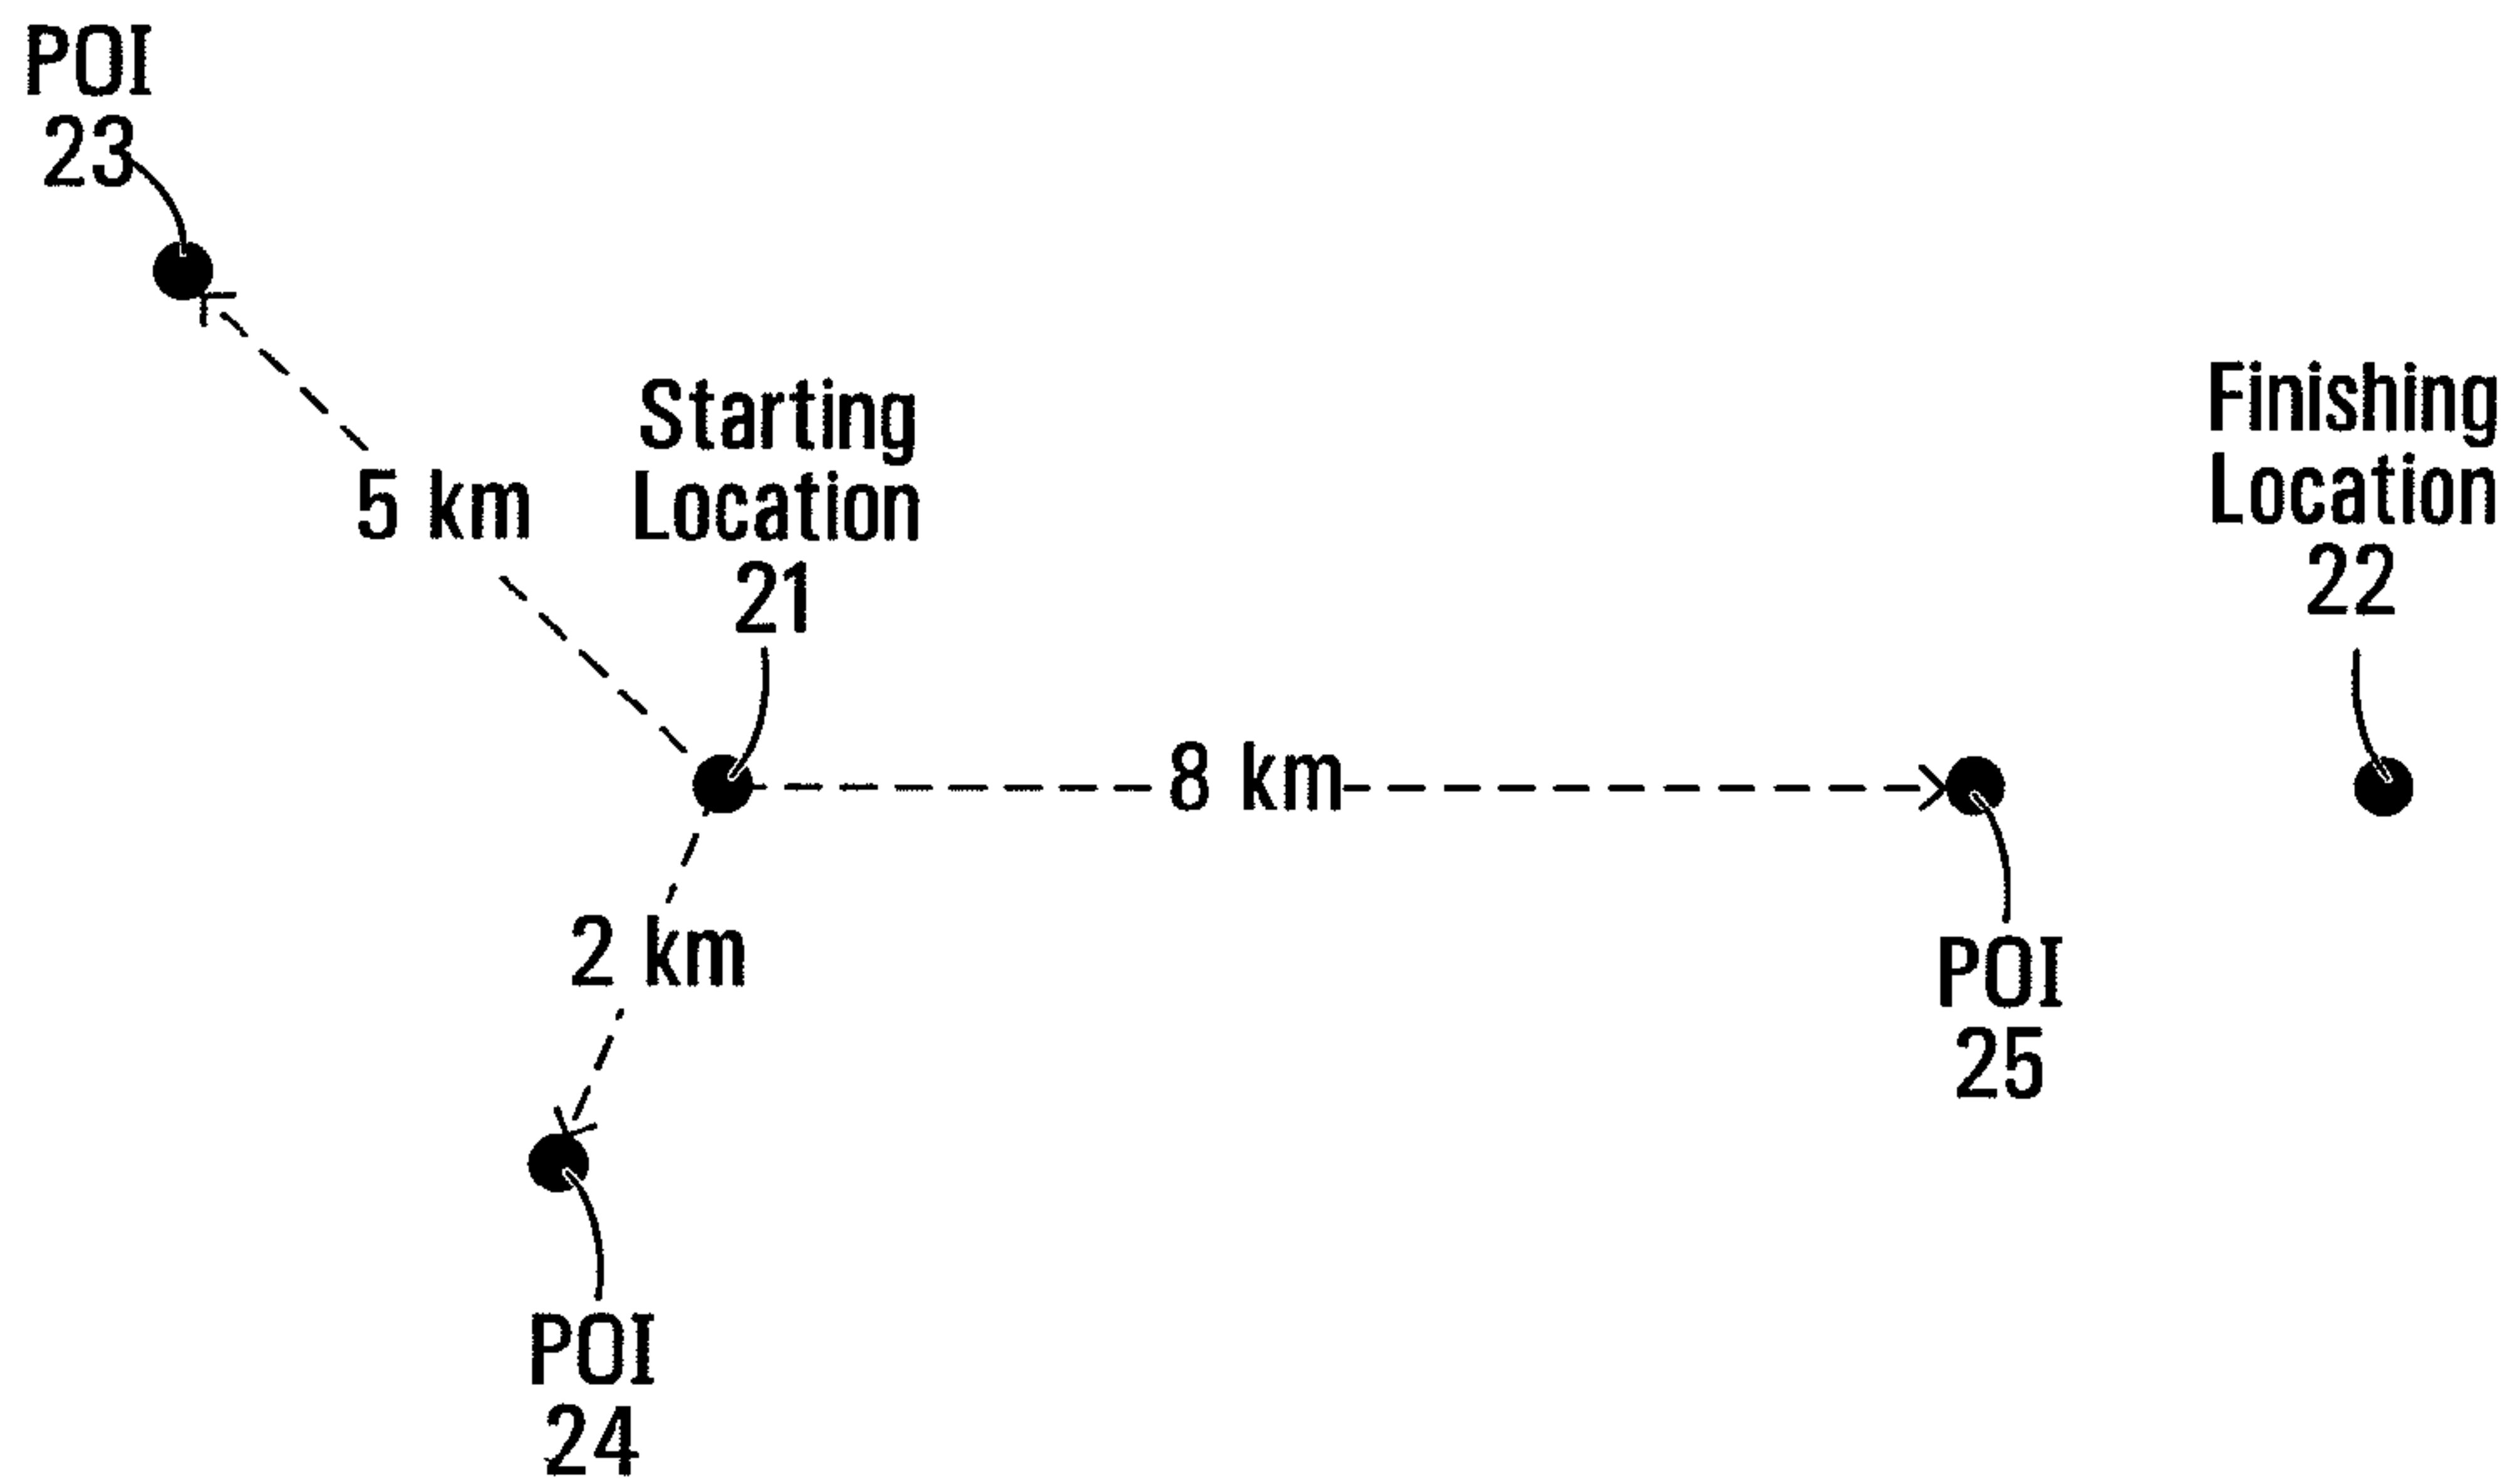 POI
23
5 km
Starting
Location
21
Finishing
Location
22
8 km
2 km
POI
25
POI
24